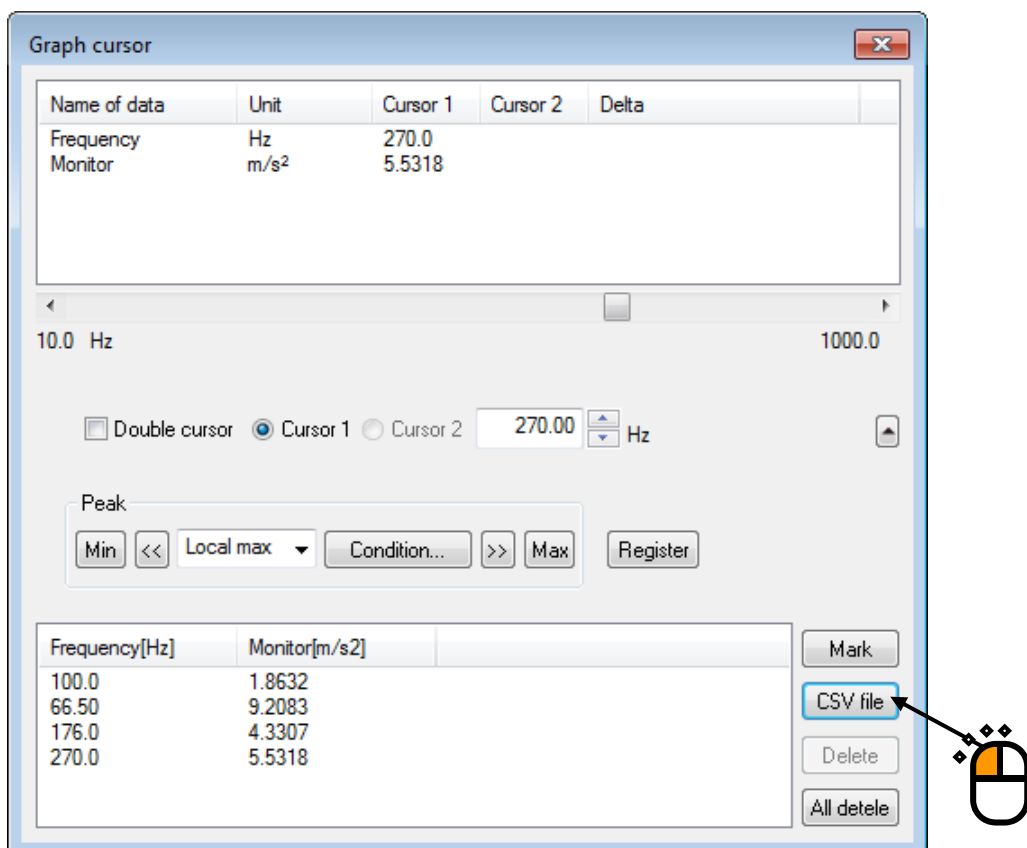 Graph cursor
Name of data Unit Cursor 1 Cursor 2 Delta
Frequency Hz 270.0
Monitor m/s² 5.5318
10.0 Hz 1000.0
Double cursor Cursor 1 Cursor 2 270.00 Hz
Peak
Min << Local max Condition... >> Max Register
Frequency[Hz] Monitor[m/s2]
100.0 1.8632
66.50 9.2083
176.0 4.3307
270.0 5.5318
Mark
CSV file
Delete
All detele